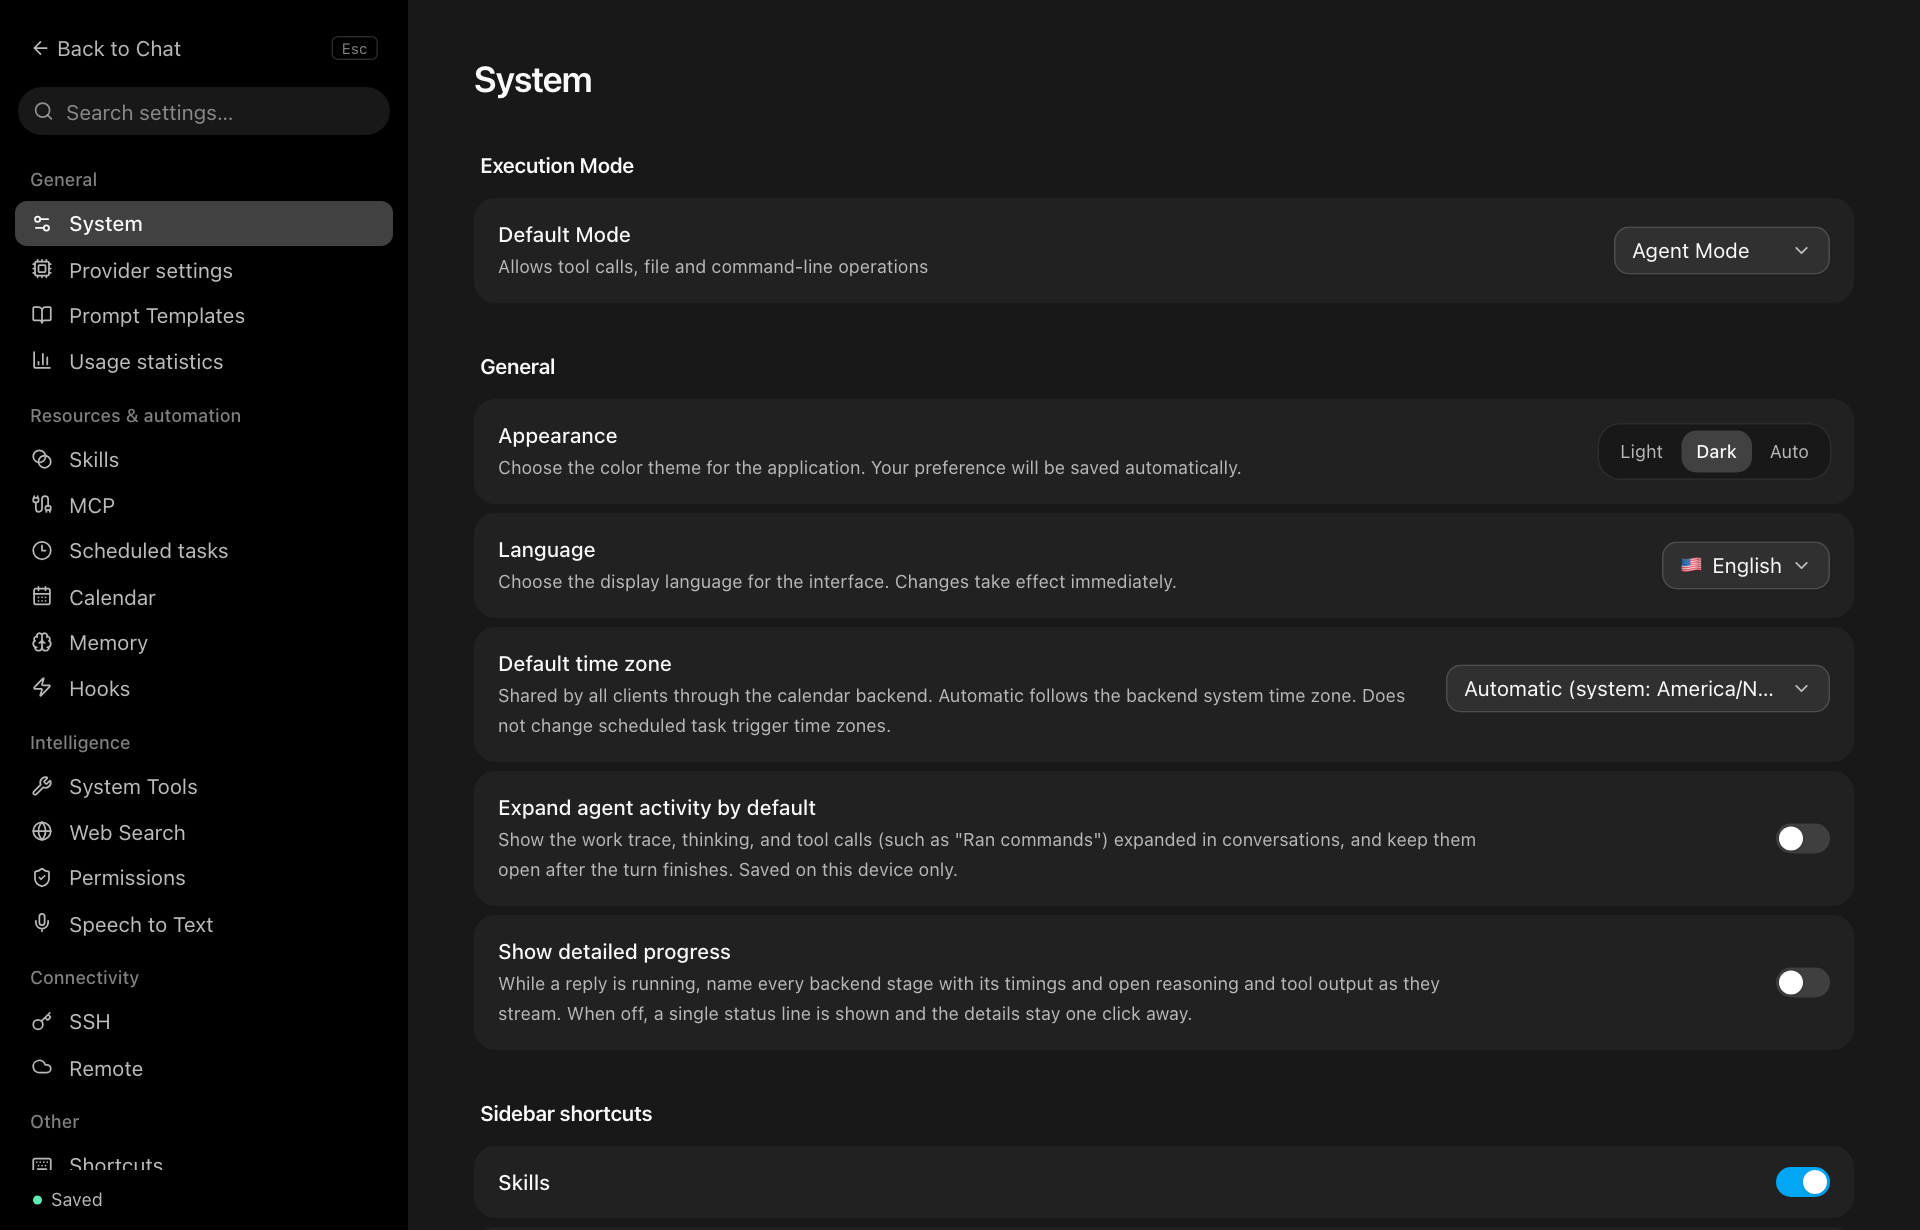 Back to Chat
Esc
Search settings...
General
System
Provider settings
Prompt Templates
Usage statistics
Resources & automation
Skills
MCP
Scheduled tasks
Calendar
Memory
Hooks
Intelligence
System Tools
Web Search
Permissions
Speech to Text
Connectivity
SSH
Remote
Other
Shortcuts
Saved
System
Execution Mode
Default Mode
Allows tool calls, file and command-line operations
Agent Mode
General
Appearance
Choose the color theme for the application. Your preference will be saved automatically.
Light Dark Auto
Language
Choose the display language for the interface. Changes take effect immediately.
English
Default time zone
Shared by all clients through the calendar backend. Automatic follows the backend system time zone. Does
not change scheduled task trigger time zones.
Automatic (system: America/N...
Expand agent activity by default
Show the work trace, thinking, and tool calls (such as "Ran commands") expanded in conversations, and keep them
open after the turn finishes. Saved on this device only.
Show detailed progress
While a reply is running, name every backend stage with its timings and open reasoning and tool output as they
stream. When off, a single status line is shown and the details stay one click away.
Sidebar shortcuts
Skills